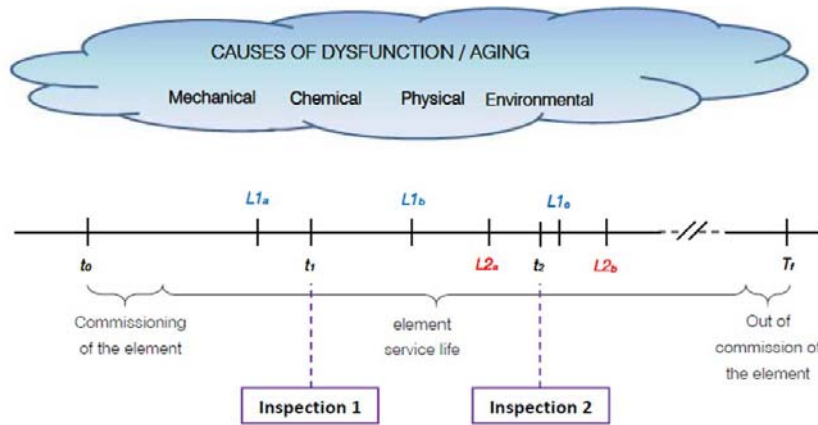 CAUSES OF DYSFUNCTION / AGING
Mechanical Chemical Physical Environmental
L1a L1b L1o
t0 t1 L2a t2 L2b Tf
Commissioning
of the element
element
service life
Out of
commission of
the element
Inspection 1 Inspection 2